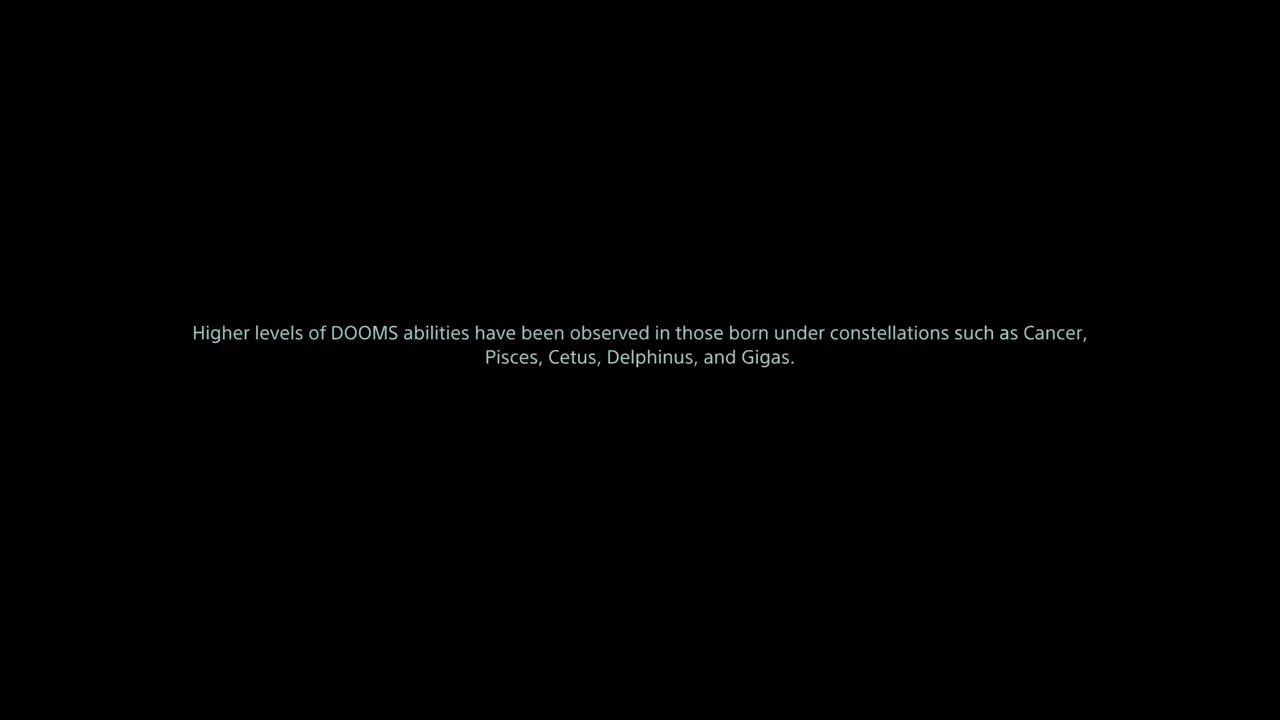 Higher levels of DOOMS abilities have been observed in those born under constellations such as Cancer,
Pisces, Cetus, Delphinus, and Gigas.